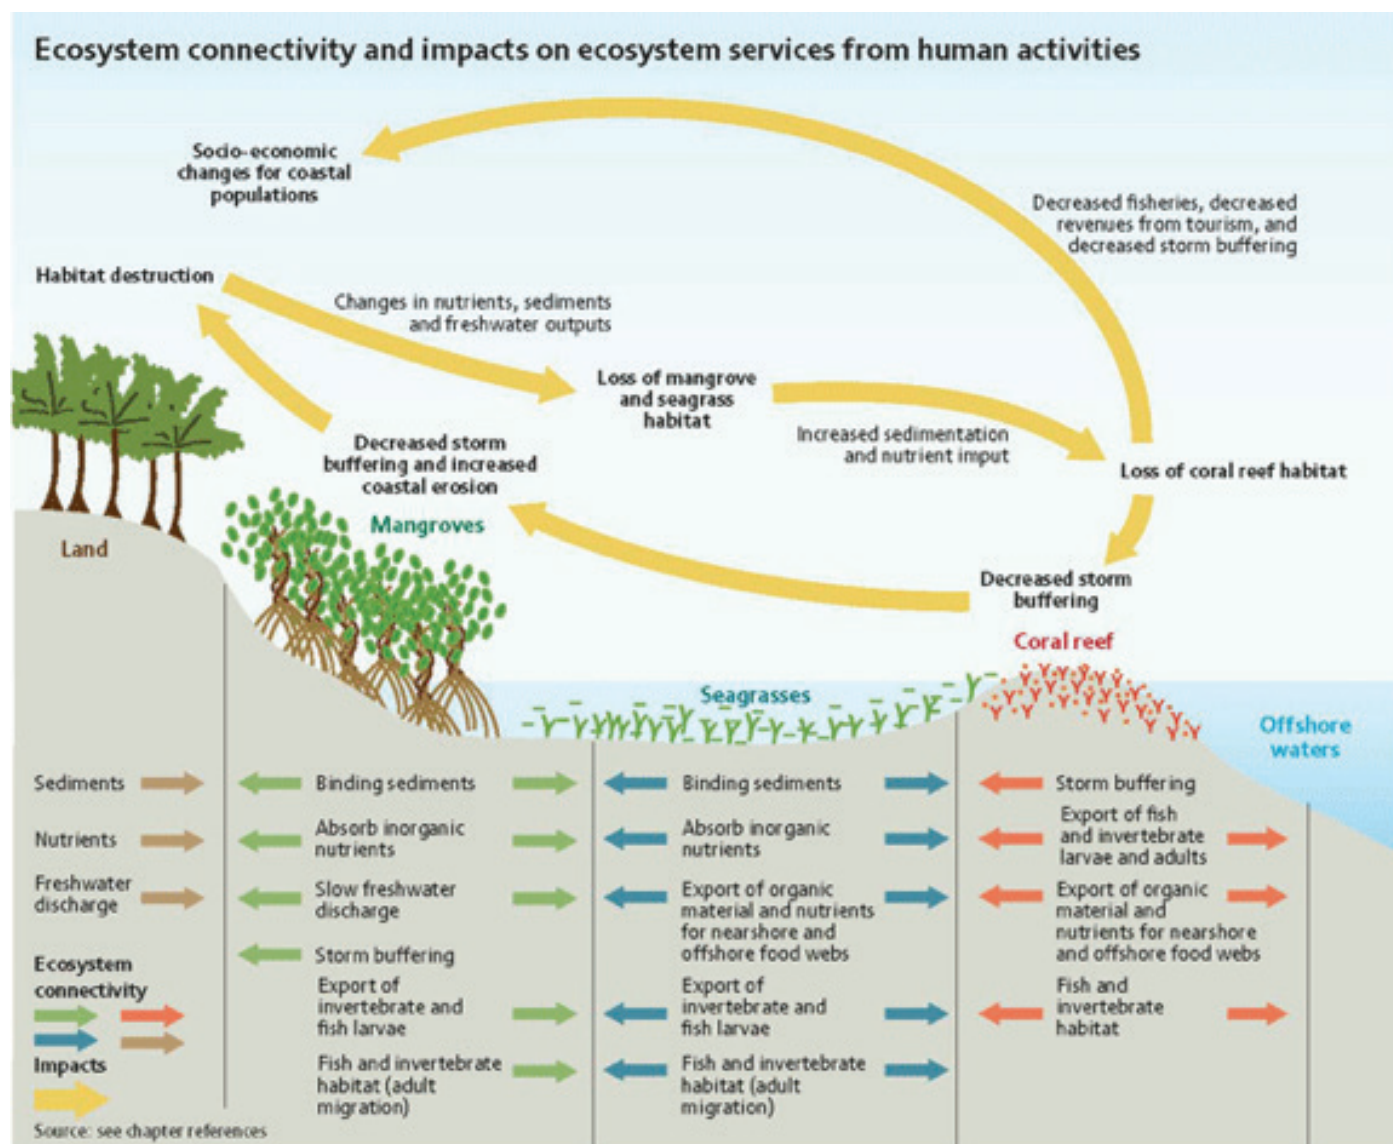 Ecosystem connectivity and impacts on ecosystem services from human activities
Socio-economic
changes for coastal
populations
Decreased fisheries, decreased
revenues from tourism, and
decreased storm buffering
Habitat destruction
Changes in nutrients, sediments
and freshwater outputs
Loss of mangrove
and seagrass
habitat
Increased sedimentation
and nutrient imput
Loss of coral reef habitat
Decreased storm
buffering and increased
coastal erosion
Mangroves
Land
Decreased storm
buffering
Coral reef
Seagrasses
Offshore
waters
Sediments
Nutrients
Freshwater
discharge
Binding sediments
Absorb inorganic
nutrients
Slow freshwater
discharge
Storm buffering
Export of
invertebrate and
fish larvae
Fish and invertebrate
habitat (adult
migration)
Binding sediments
Absorb inorganic
nutrients
Export of organic
material and nutrients
for nearshore and
offshore food webs
Export of
invertebrate and
fish larvae
Fish and invertebrate
habitat (adult
migration)
Storm buffering
Export of fish
and invertebrate
larvae and adults
Export of organic
material and
nutrients for nearshore
and offshore food webs
Fish and
invertebrate
habitat
Ecosystem
connectivity
Impacts
Source: see chapter references